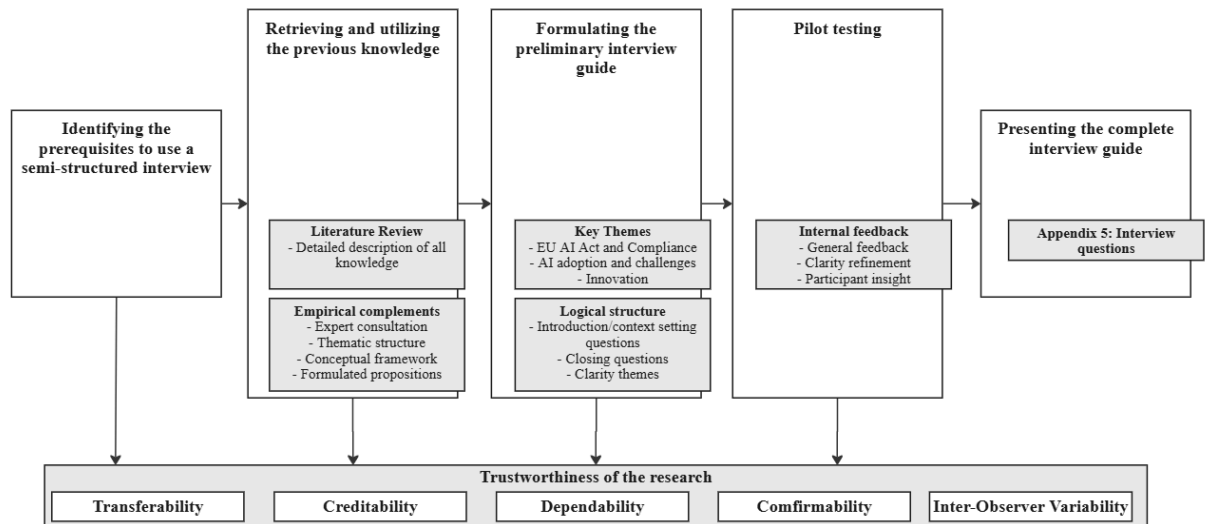 Identifying the
prerequisites to use a
semi-structured interview
Retrieving and utilizing
the previous knowledge
Literature Review
- Detailed description of all
knowledge
Empirical complements
- Expert consultation
- Thematic structure
- Conceptual framework
- Formulated propositions
Formulating the
preliminary interview
guide
Key Themes
- EU AI Act and Compliance
- AI adoption and challenges
- Innovation
Logical structure
- Introduction/context setting
questions
- Closing questions
- Clarity themes
Pilot testing
Internal feedback
- General feedback
- Clarity refinement
- Participant insight
Presenting the complete
interview guide
Appendix 5: Interview
questions
Trustworthiness of the research
Transferability
Creditability
Dependability
Comfirmability
Inter-Observer Variability